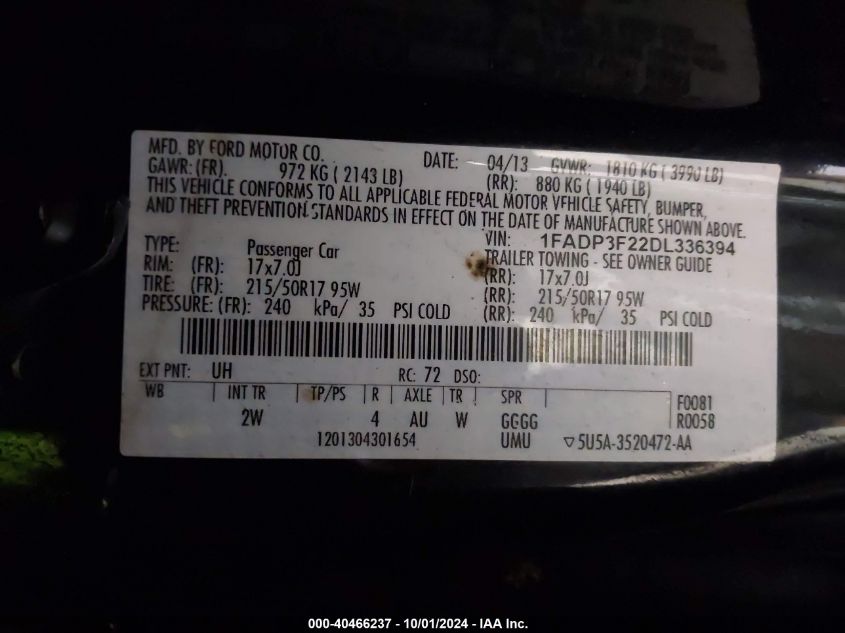 MFD. BY FORD MOTOR CO. DATE: 04/13 GVWR: 1810 KG ( 3990 LB)
GAWR: (FR). 972 KG ( 2143 LB) (RR): 880 KG ( 1940 LB)
THIS VEHICLE CONFORMS TO ALL APPLICABLE FEDERAL MOTOR VEHICLE SAFETY, BUMPER,
AND THEFT PREVENTION STANDARDS IN EFFECT ON THE DATE OF MANUFACTURE SHOWN ABOVE.
VIN: 1FADP3F22DL336394
TYPE: Passenger Car TRAILER TOWING - SEE OWNER GUIDE
RIM: (FR): 17x7.0J (RR): 17x7.0J
TIRE: (FR): 215/50R17 95W (RR): 215/50R17 95W
PRESSURE: (FR): 240 kPa/ 35 PSI COLD (RR): 240 kPa/ 35 PSI COLD
EXT PNT: UH RC: 72 DSO:
WB INT TR TP/PS R AXLE TR SPR F0081
2W 4 AU W GGGG R0058
1201304301654 UMU ▽5U5A-3520472-AA
000-40466237 - 10/01/2024 - IAA Inc.